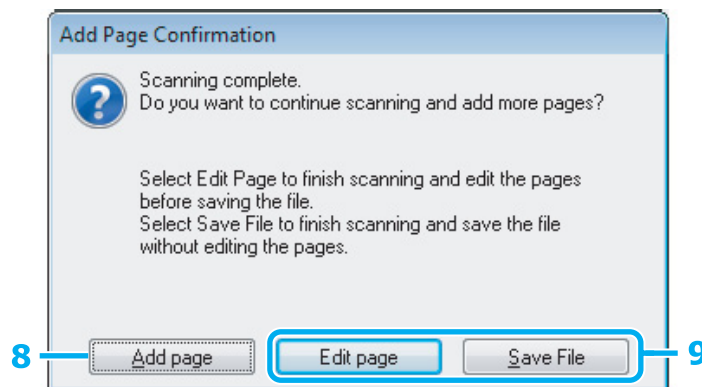 Add Page Confirmation
Scanning complete.
Do you want to continue scanning and add more pages?
Select Edit Page to finish scanning and edit the pages
before saving the file.
Select Save File to finish scanning and save the file
without editing the pages.
8 Add page Edit page Save File 9